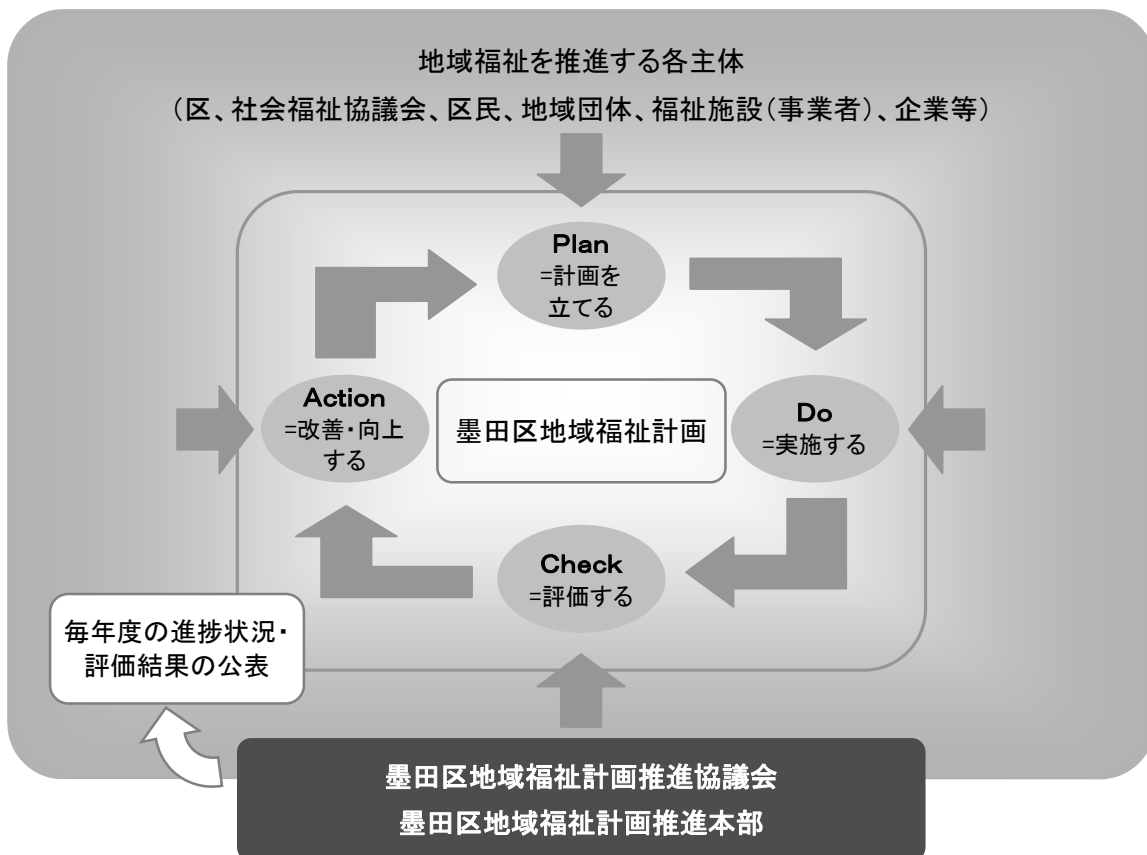 地域福祉を推進する各主体
（区、社会福祉協議会、区民、地域団体、福祉施設（事業者）、企業等）
Plan
=計画を
立てる
Action
=改善・向上
する
墨田区地域福祉計画
Do
=実施する
Check
=評価する
毎年度の進捗状況・
評価結果の公表
墨田区地域福祉計画推進協議会
墨田区地域福祉計画推進本部